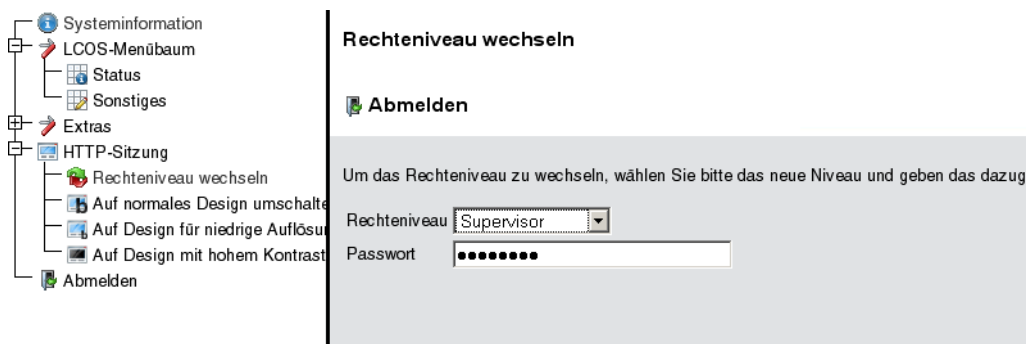 Systeminformation
LCOS-Menübaum
Status
Sonstiges
Extras
HTTP-Sitzung
Rechteniveau wechseln
Auf normales Design umschalte
Auf Design für niedrige Auflösu
Auf Design mit hohem Kontrast
Abmelden
Rechteniveau wechseln
Abmelden
Um das Rechteniveau zu wechseln, wählen Sie bitte das neue Niveau und geben das dazug
Rechteniveau Supervisor
Passwort ●●●●●●●●